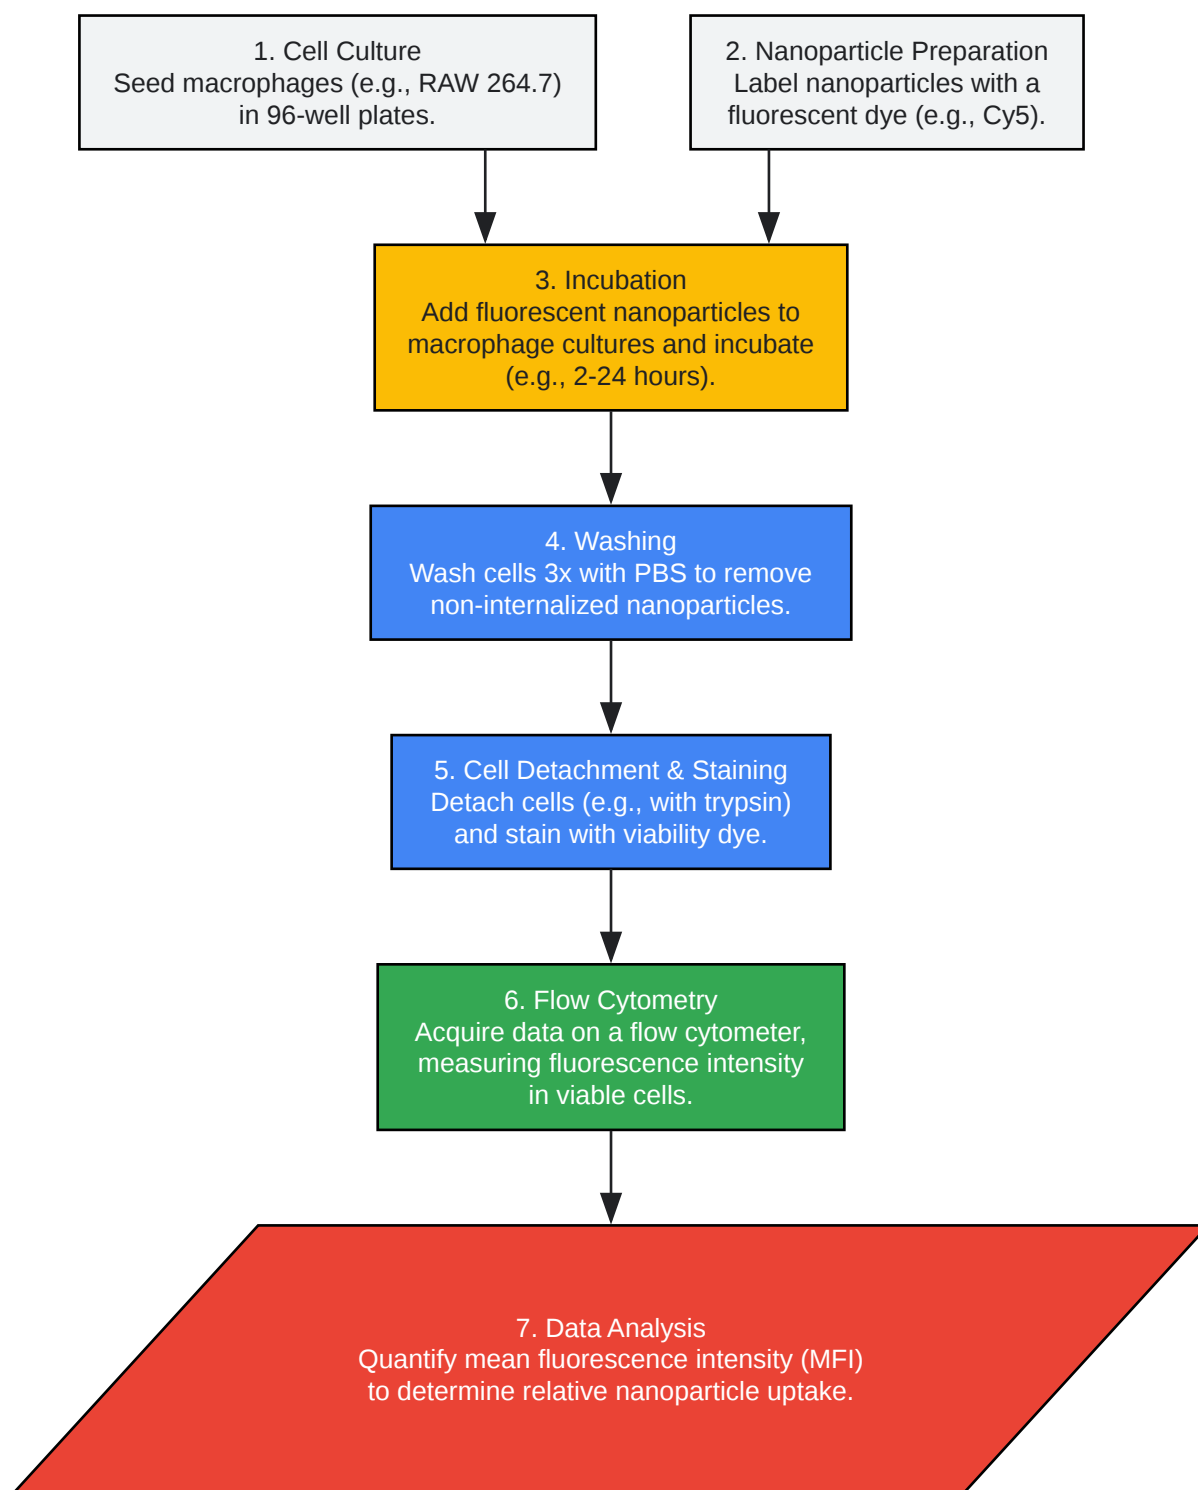 1. Cell Culture
Seed macrophages (e.g., RAW 264.7)
in 96-well plates.
2. Nanoparticle Preparation
Label nanoparticles with a
fluorescent dye (e.g., Cy5).
3. Incubation
Add fluorescent nanoparticles to
macrophage cultures and incubate
(e.g., 2-24 hours).
4. Washing
Wash cells 3x with PBS to remove
non-internalized nanoparticles.
5. Cell Detachment & Staining
Detach cells (e.g., with trypsin)
and stain with viability dye.
6. Flow Cytometry
Acquire data on a flow cytometer,
measuring fluorescence intensity
in viable cells.
7. Data Analysis
Quantify mean fluorescence intensity (MFI)
to determine relative nanoparticle uptake.